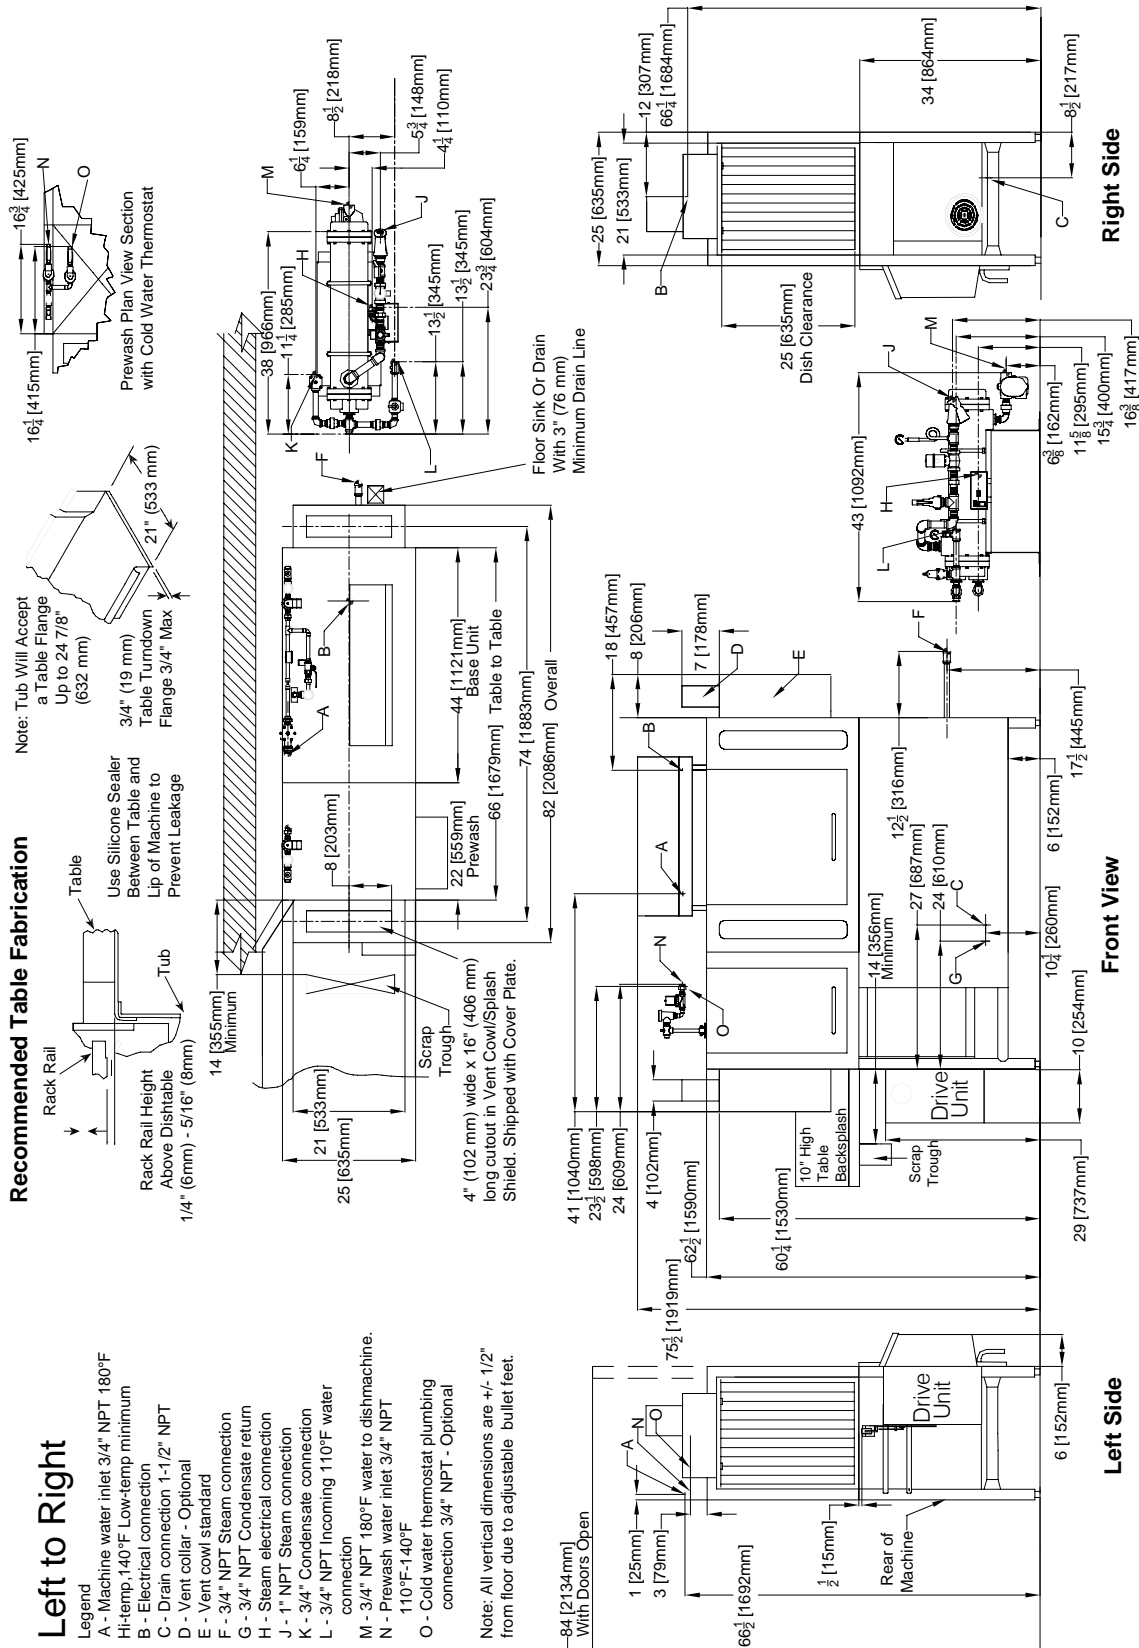 Left to Right
Legend
A - Machine water inlet 3/4" NPT 180°F
Hi-temp,140°F Low-temp minimum
B - Electrical connection
C - Drain connection 1-1/2" NPT
D - Vent collar - Optional
E - Vent cowl standard
F - 3/4" NPT Steam connection
G - 3/4" NPT Condensate return
H - Steam electrical connection
J - 1" NPT Steam connection
K - 3/4" Condensate connection
L - 3/4" NPT Incoming 110°F water
connection
M - 3/4" NPT 180°F water to dishmachine.
N - Prewash water inlet 3/4" NPT
110°F-140°F
O - Cold water thermostat plumbing
connection 3/4" NPT - Optional
Note: All vertical dimensions are +/- 1/2"
from floor due to adjustable bullet feet.
Recommended Table Fabrication
Rack Rail
Table
Tub
Rack Rail Height
Above Dishtable
1/4" (6mm) - 5/16" (8mm)
Use Silicone Sealer
Between Table and
Lip of Machine to
Prevent Leakage
Note: Tub Will Accept
a Table Flange
Up to 24 7/8"
(632 mm)
3/4" (19 mm)
Table Turndown
Flange 3/4" Max
21" (533 mm)
16 1/4 [415mm]
16 3/4 [425mm]
N
O
Prewash Plan View Section
with Cold Water Thermostat
14 [355mm]
Minimum
21 [533mm]
25 [635mm]
Scrap
Trough
4" (102 mm) wide x 16" (406 mm)
long cutout in Vent Cowl/Splash
Shield. Shipped with Cover Plate.
8 [203mm]
22 [559mm]
Prewash
A
B
44 [1121mm]
Base Unit
66 [1679mm] Table to Table
74 [1883mm]
82 [2086mm] Overall
F
Floor Sink Or Drain
With 3" (76 mm)
Minimum Drain Line
K
L
38 [966mm]
11 1/4 [285mm]
H
M
J
6 1/4 [159mm]
8 1/2 [218mm]
5 3/4 [148mm]
4 1/4 [110mm]
13 1/2 [345mm]
13 1/2 [345mm]
23 3/4 [604mm]
84 [2134mm]
With Doors Open
1 [25mm]
3 [79mm]
66 1/2 [1692mm]
A
N
O
1/2 [15mm]
Rear of
Machine
Drive
Unit
6 [152mm]
Left Side
75 1/2 [1919mm]
62 1/2 [1590mm]
60 1/4 [1530mm]
41 [1040mm]
23 1/2 [598mm]
24 [609mm]
4 [102mm]
10" High
Table
Backsplash
Scrap
Trough
Drive
Unit
29 [737mm]
10 [254mm]
14 [356mm]
Minimum
O
N
A
B
18 [457mm]
8 [206mm]
7 [178mm]
D
E
G
C
27 [687mm]
24 [610mm]
12 1/2 [316mm]
10 1/4 [260mm]
6 [152mm]
17 1/2 [445mm]
F
Front View
L
H
J
M
43 [1092mm]
6 3/8 [162mm]
11 5/8 [295mm]
15 3/4 [400mm]
16 3/8 [417mm]
25 [635mm]
Dish Clearance
B
25 [635mm]
21 [533mm]
12 [307mm]
66 1/4 [1684mm]
34 [864mm]
8 1/2 [217mm]
C
Right Side